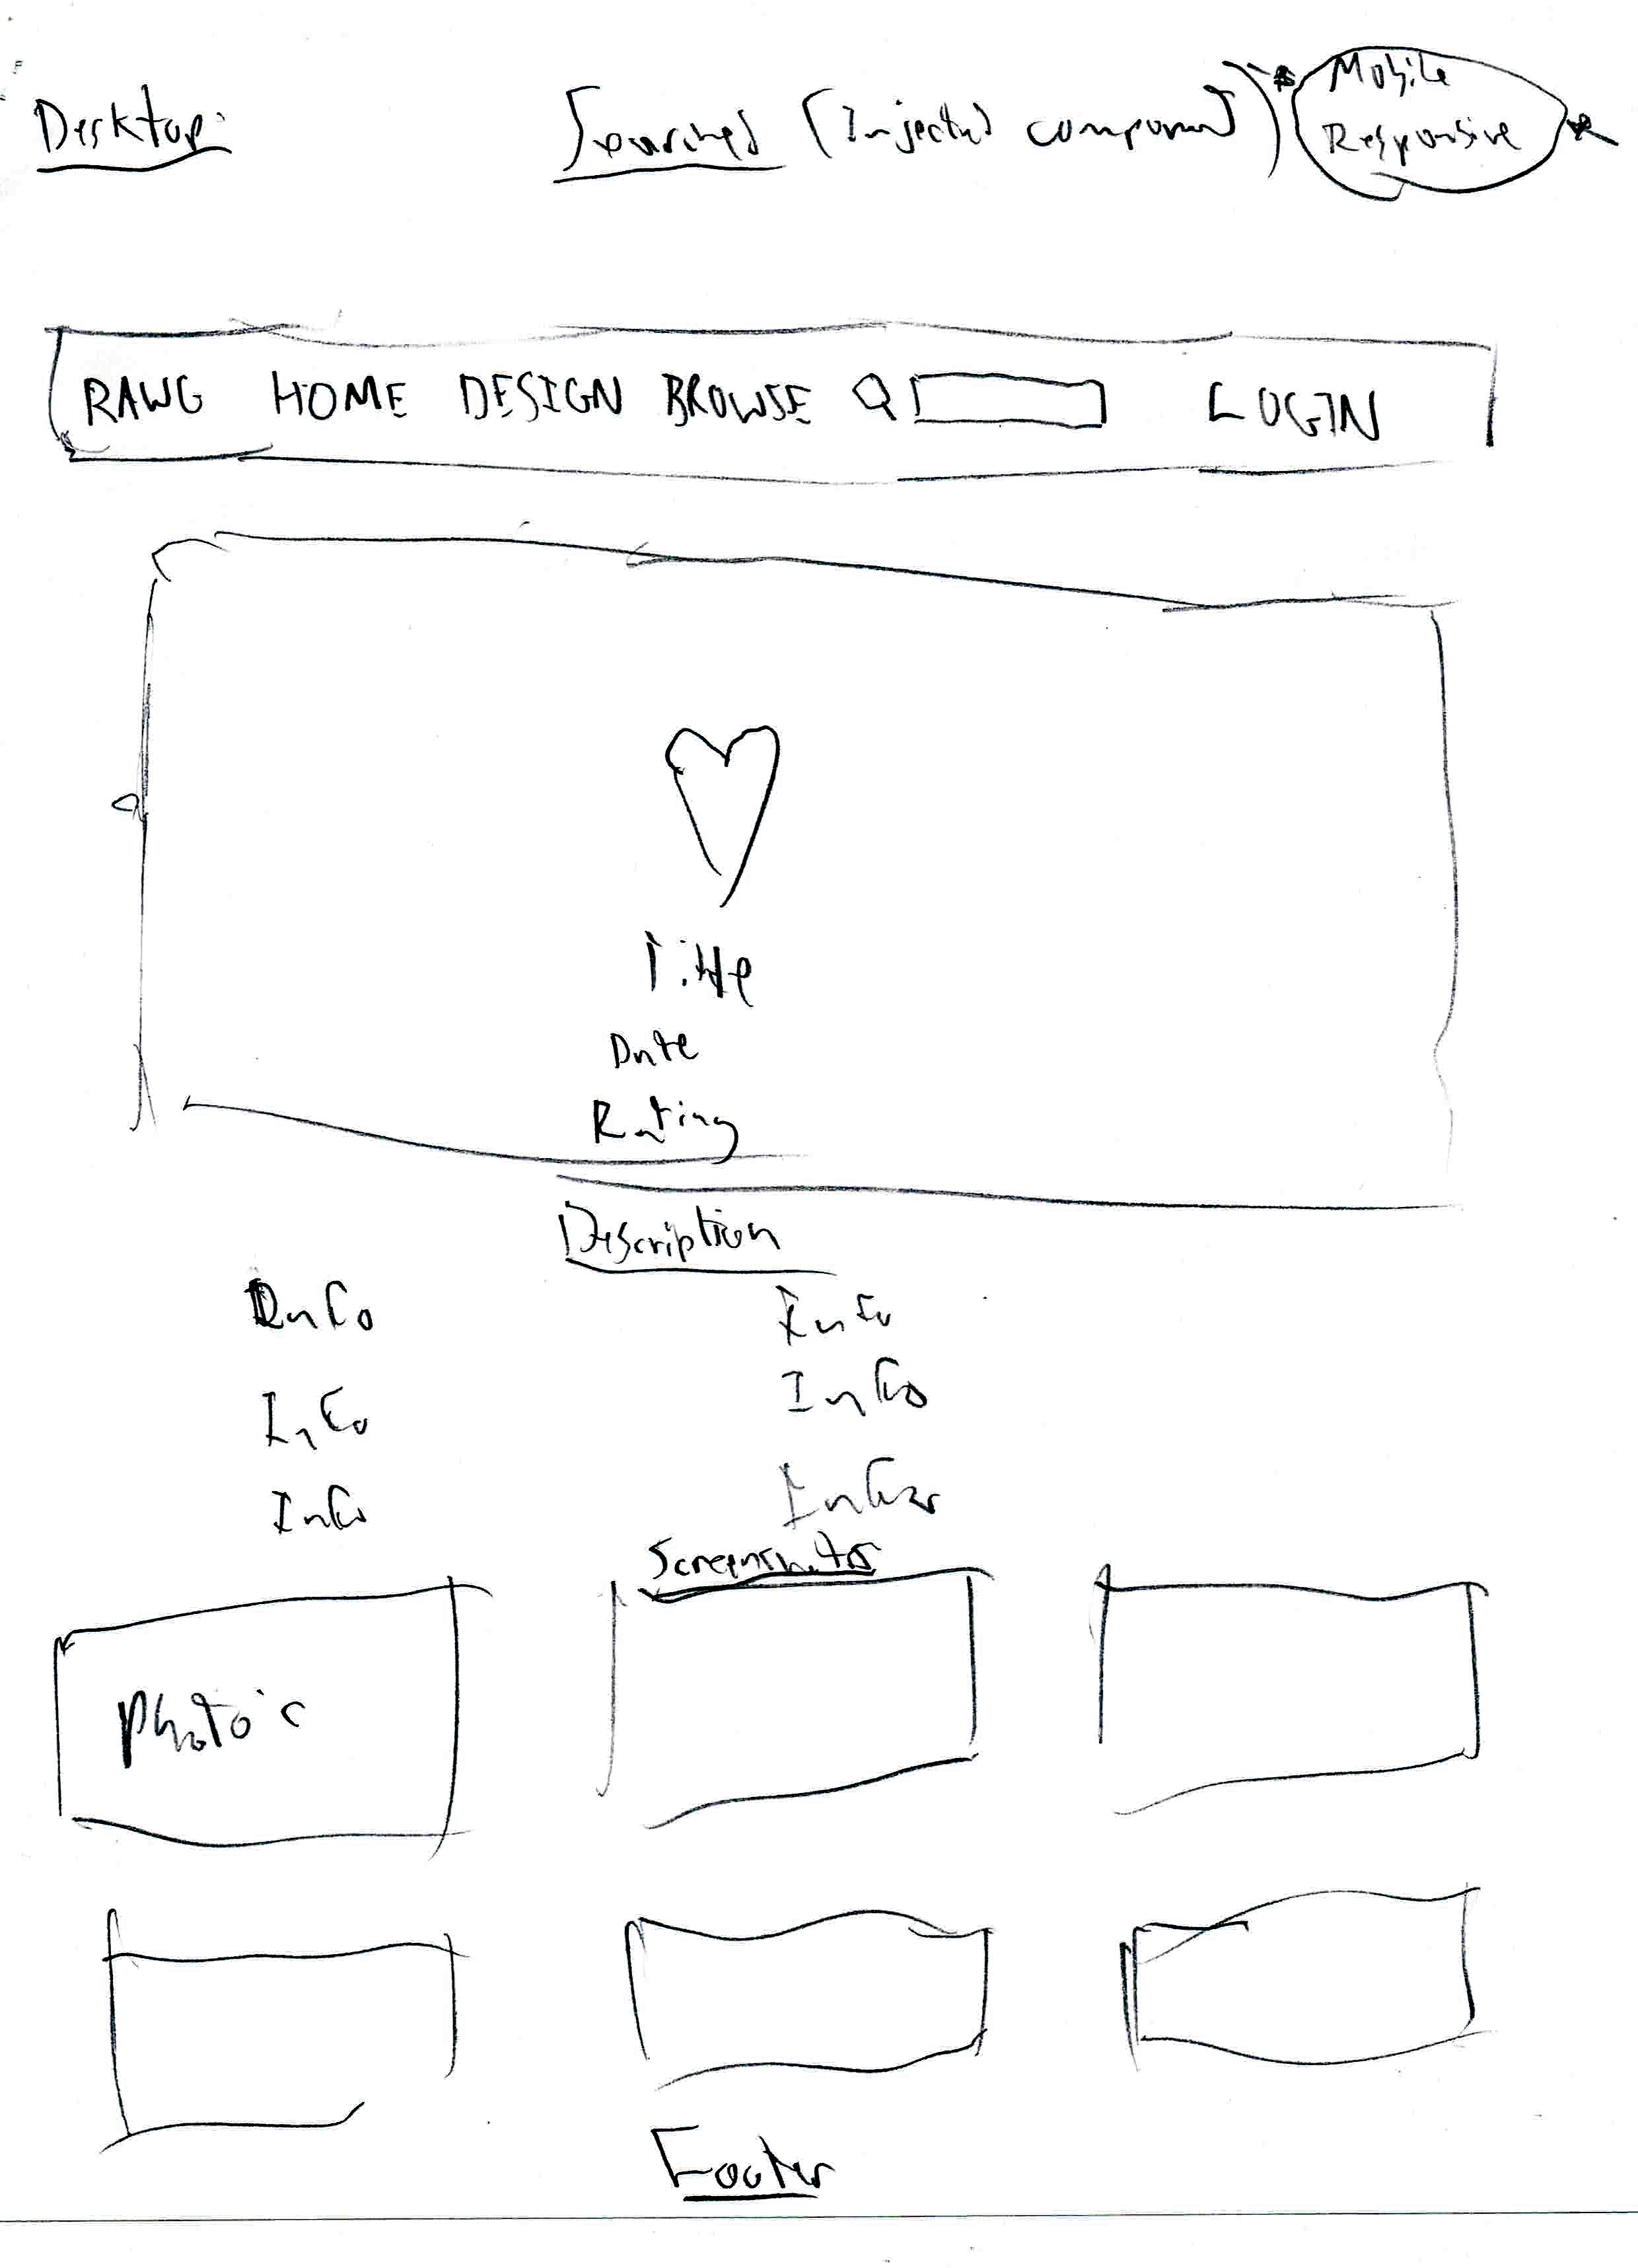 Desktop:
Searched (Injected component)
* Mobile
Responsive *
RAWG HOME DESIGN BROWSE LOGIN
Title
Date
Rating
Description
Info Info
Info Info
Info Info
Screenshots
Photo's
Footer